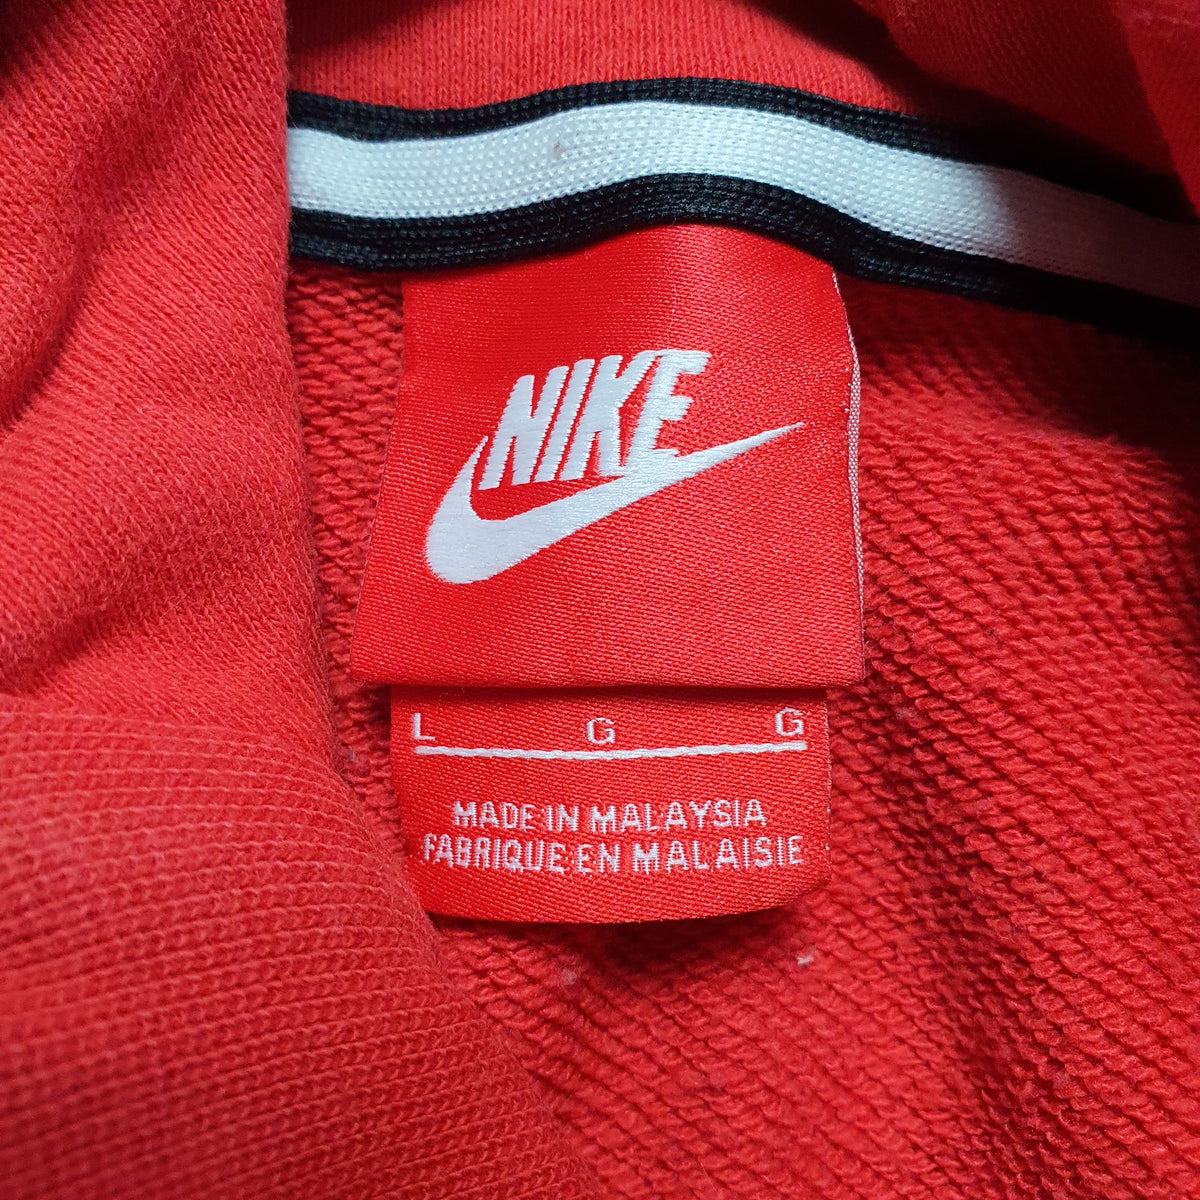 NIKE
L G G
MADE IN MALAYSIA
FABRIQUE EN MALAISIE